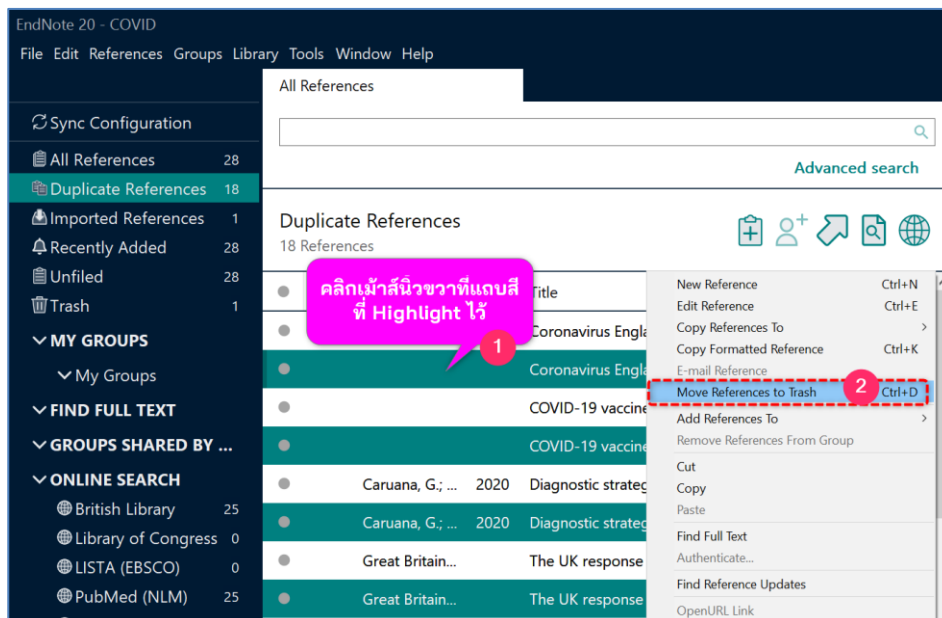 EndNote 20 - COVID
File Edit References Groups Library Tools Window Help
All References
Sync Configuration
All References 28
Duplicate References 18
Imported References 1
Recently Added 28
Unfiled 28
Trash 1
MY GROUPS
My Groups
FIND FULL TEXT
GROUPS SHARED BY ...
ONLINE SEARCH
British Library 25
Library of Congress 0
LISTA (EBSCO) 0
PubMed (NLM) 25
Advanced search
Duplicate References
18 References
คลิกเม้าส์นิ้วขวาที่แถบสี
ที่ Highlight ไว้
1
Title
Coronavirus Engla
Coronavirus Engla
COVID-19 vaccine
COVID-19 vaccine
Caruana, G.; ... 2020 Diagnostic strateg
Caruana, G.; ... 2020 Diagnostic strateg
Great Britain... The UK response
Great Britain... The UK response
New Reference Ctrl+N
Edit Reference Ctrl+E
Copy References To
Copy Formatted Reference Ctrl+K
E-mail Reference
Move References to Trash 2 Ctrl+D
Add References To
Remove References From Group
Cut
Copy
Paste
Find Full Text
Authenticate...
Find Reference Updates
OpenURL Link